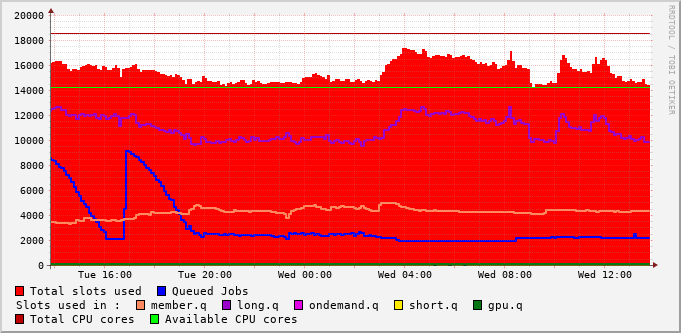 20000
18000
16000
14000
12000
10000
8000
6000
4000
2000
0
Tue 16:00 Tue 20:00 Wed 00:00 Wed 04:00 Wed 08:00 Wed 12:00
RRDTOOL / TOBI OETIKER
Total slots used Queued Jobs
Slots used in : member.q long.q ondemand.q short.q gpu.q
Total CPU cores Available CPU cores